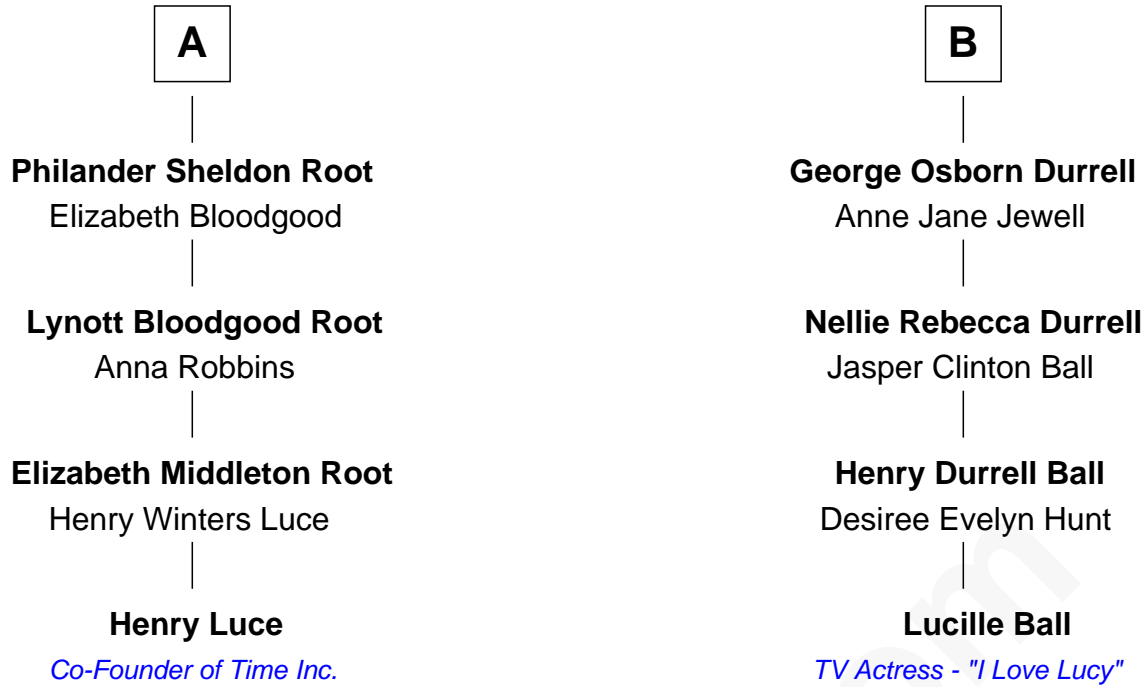 A
Philander Sheldon Root
Elizabeth Bloodgood
Lynott Bloodgood Root
Anna Robbins
Elizabeth Middleton Root
Henry Winters Luce
Henry Luce
Co-Founder of Time Inc.
B
George Osborn Durrell
Anne Jane Jewell
Nellie Rebecca Durrell
Jasper Clinton Ball
Henry Durrell Ball
Desiree Evelyn Hunt
Lucille Ball
TV Actress - "I Love Lucy"